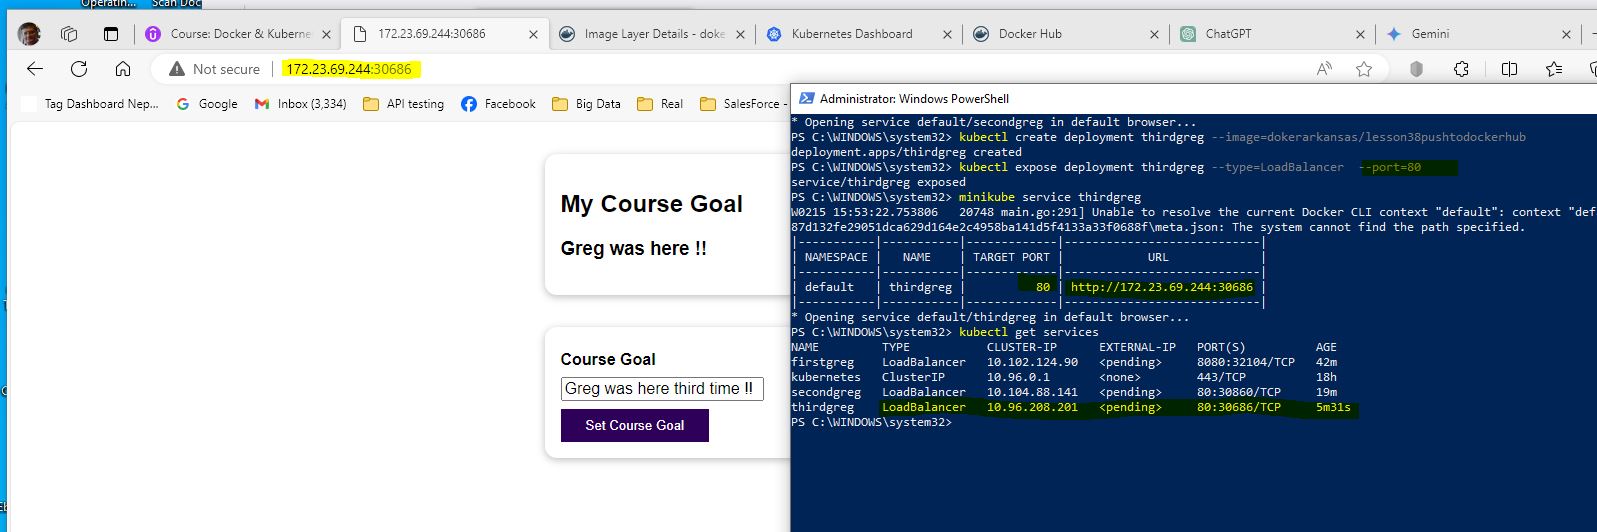 Operatin...
Scan Doc
Course: Docker & Kuberne
172.23.69.244:30686
Image Layer Details - doke
Kubernetes Dashboard
Docker Hub
ChatGPT
Gemini
Not secure
172.23.69.244:30686
Tag Dashboard Nep...
Google
Inbox (3,334)
API testing
Facebook
Big Data
Real
SalesForce -
My Course Goal
Greg was here !!
Course Goal
Greg was here third time !!
Set Course Goal
Administrator: Windows PowerShell
* Opening service default/secondgreg in default browser...
PS C:\WINDOWS\system32> kubectl create deployment thirdgreg --image=dokerarkansas/lesson38pushtodockerhub
deployment.apps/thirdgreg created
PS C:\WINDOWS\system32> kubectl expose deployment thirdgreg --type=LoadBalancer  --port=80
service/thirdgreg exposed
PS C:\WINDOWS\system32> minikube service thirdgreg
W0215 15:53:22.753806   20748 main.go:291] Unable to resolve the current Docker CLI context "default": context "def
87d132fe29051dca629d164e2c4958ba141d5f4133a33f0688f\meta.json: The system cannot find the path specified.
|-----------|-----------|-------------|----------------------------|
| NAMESPACE |   NAME    | TARGET PORT |            URL             |
|-----------|-----------|-------------|----------------------------|
| default   | thirdgreg |          80 | http://172.23.69.244:30686 |
|-----------|-----------|-------------|----------------------------|
* Opening service default/thirdgreg in default browser...
PS C:\WINDOWS\system32> kubectl get services
NAME         TYPE           CLUSTER-IP      EXTERNAL-IP   PORT(S)          AGE
firstgreg    LoadBalancer   10.102.124.90   <pending>     8080:32104/TCP   42m
kubernetes   ClusterIP      10.96.0.1       <none>        443/TCP          18h
secondgreg   LoadBalancer   10.104.88.141   <pending>     80:30860/TCP     19m
thirdgreg    LoadBalancer   10.96.208.201   <pending>     80:30686/TCP     5m31s
PS C:\WINDOWS\system32>